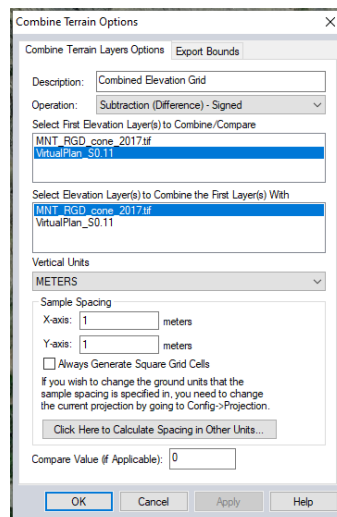 Combine Terrain Options
Combine Terrain Layers Options Export Bounds
Description: Combined Elevation Grid
Operation: Subtraction (Difference) - Signed
Select First Elevation Layer(s) to Combine/Compare
MNT_RGD_cone_2017.tif
VirtualPlan_S0.11
Select Elevation Layer(s) to Combine the First Layer(s) With
MNT_RGD_cone_2017.tif
VirtualPlan_S0.11
Vertical Units
METERS
Sample Spacing
X-axis: 1 meters
Y-axis: 1 meters
Always Generate Square Grid Cells
If you wish to change the ground units that the
sample spacing is specified in, you need to change
the current projection by going to Config->Projection.
Click Here to Calculate Spacing in Other Units...
Compare Value (if Applicable): 0
OK Cancel Apply Help